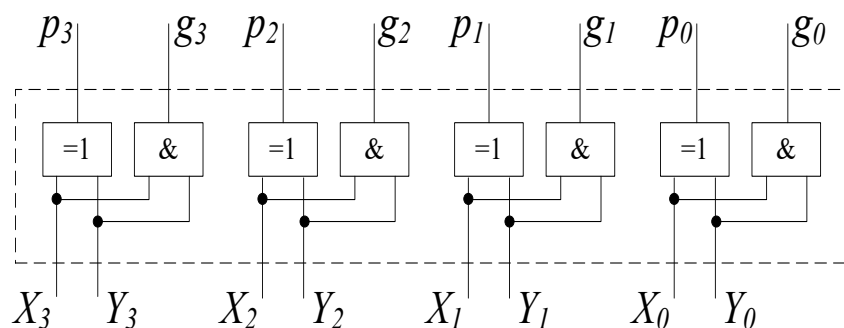 p3 g3 p2 g2 p1 g1 p0 g0
=1 & =1 & =1 & =1 &
X3 Y3 X2 Y2 X1 Y1 X0 Y0